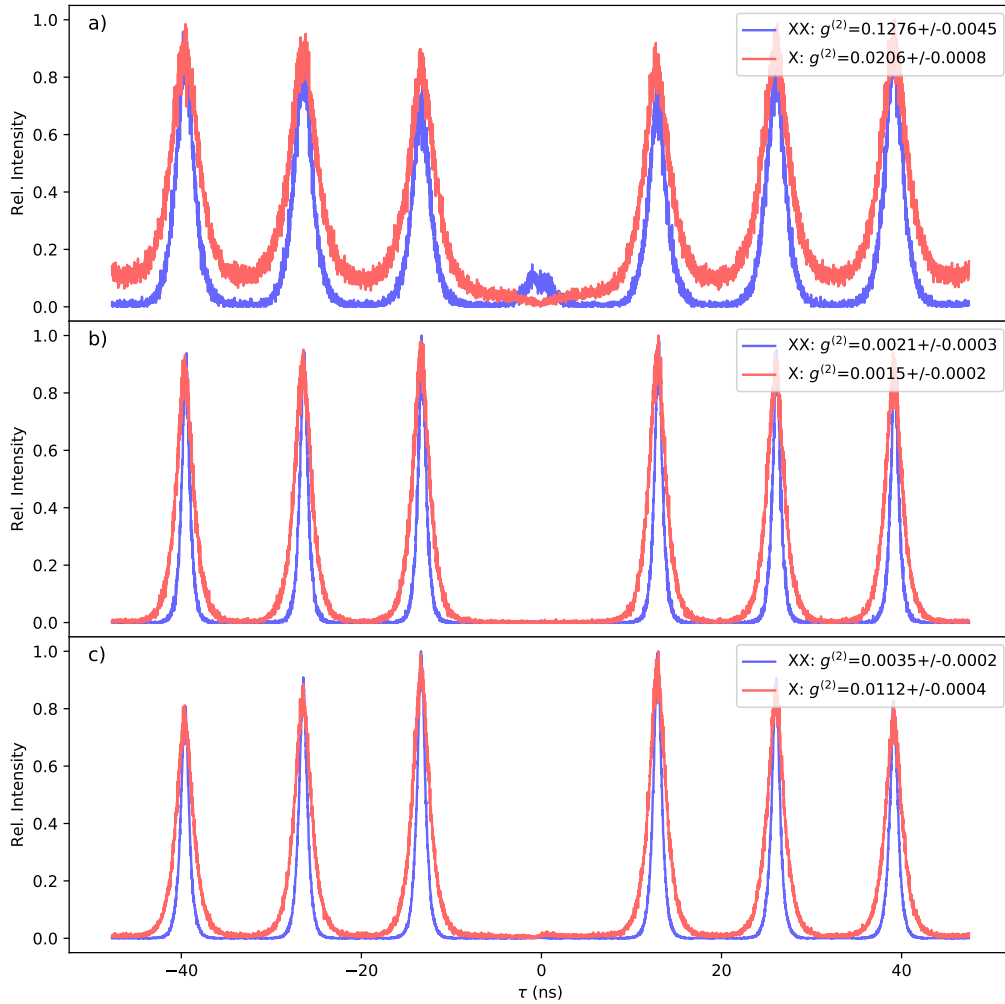 a)
XX: g^{(2)}=0.1276+/-0.0045
X: g^{(2)}=0.0206+/-0.0008
1.0
0.8
0.6
0.4
0.2
0.0
Rel. Intensity
b)
XX: g^{(2)}=0.0021+/-0.0003
X: g^{(2)}=0.0015+/-0.0002
1.0
0.8
0.6
0.4
0.2
0.0
Rel. Intensity
c)
XX: g^{(2)}=0.0035+/-0.0002
X: g^{(2)}=0.0112+/-0.0004
1.0
0.8
0.6
0.4
0.2
0.0
Rel. Intensity
−40 −20 0 20 40
τ (ns)